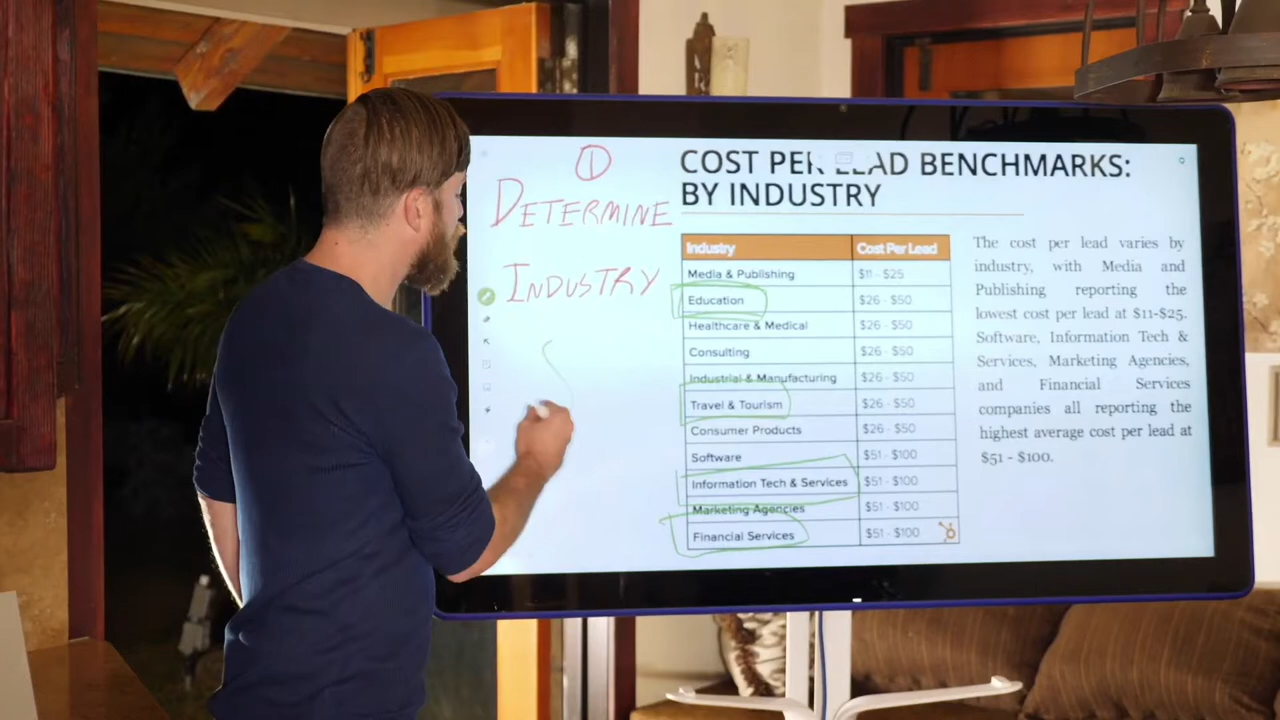 ①
DETERMINE
INDUSTRY
COST PER LEAD BENCHMARKS:
BY INDUSTRY
Industry Cost Per Lead
Media & Publishing $11 - $25
Education $26 - $50
Healthcare & Medical $26 - $50
Consulting $26 - $50
Industrial & Manufacturing $26 - $50
Travel & Tourism $26 - $50
Consumer Products $26 - $50
Software $51 - $100
Information Tech & Services $51 - $100
Marketing Agencies $51 - $100
Financial Services $51 - $100
The cost per lead varies by
industry, with Media and
Publishing reporting the
lowest cost per lead at $11-$25.
Software, Information Tech &
Services, Marketing Agencies,
and Financial Services
companies all reporting the
highest average cost per lead at
$51 - $100.